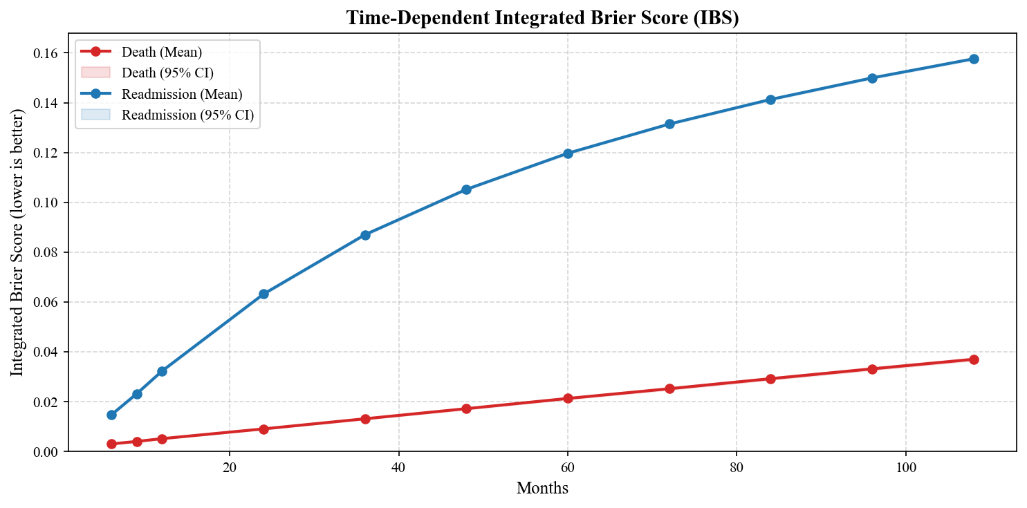 Time-Dependent Integrated Brier Score (IBS)
Death (Mean)
Death (95% CI)
Readmission (Mean)
Readmission (95% CI)
Integrated Brier Score (lower is better)
0.16
0.14
0.12
0.10
0.08
0.06
0.04
0.02
0.00
20
40
60
80
100
Months